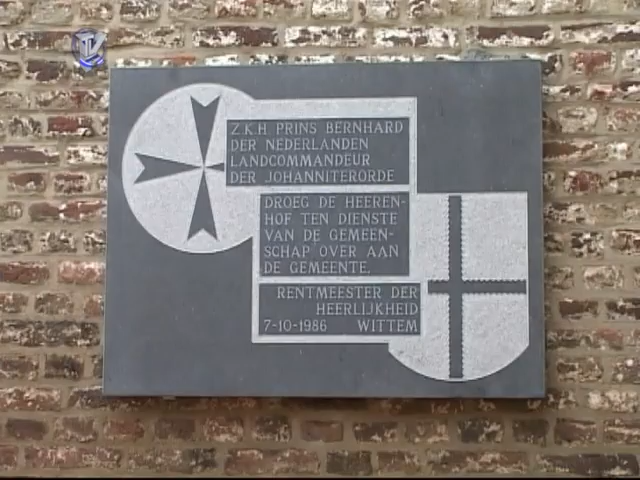 Z.K.H. PRINS BERNHARD
DER NEDERLANDEN
LANDCOMMANDEUR
DER JOHANNITERORDE
DROEG DE HEEREN-
HOF TEN DIENSTE
VAN DE GEMEEN-
SCHAP OVER AAN
DE GEMEENTE.
RENTMEESTER DER
HEERLIJKHEID
7-10-1986 WITTEM